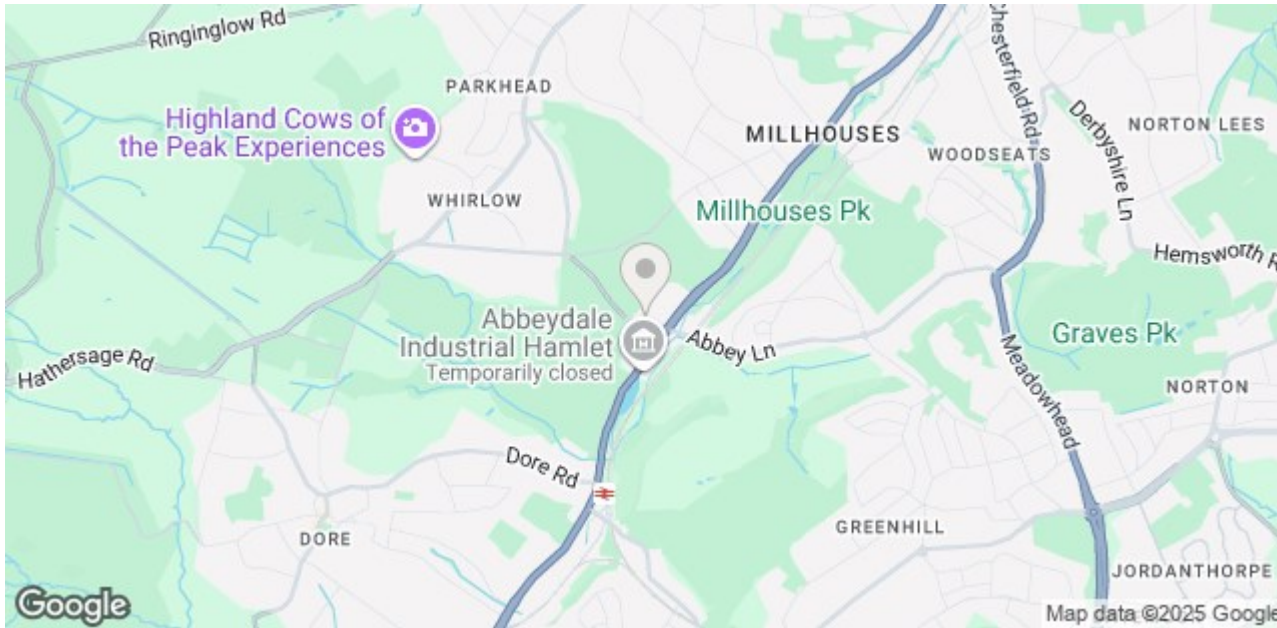 Ringinglow Rd
PARKHEAD
Highland Cows of
the Peak Experiences
MILLHOUSES
Chesterfield Rd
Derbyshire Ln
NORTON LEES
WOODSEATS
WHIRLOW
Millhouses Pk
Hemsworth R
Abbeydale
Industrial Hamlet
Temporarily closed
Abbey Ln
Graves Pk
Hathersage Rd
Meadowhead
NORTON
Dore Rd
DORE
GREENHILL
JORDANTHORPE
Google
Map data ©2025 Google